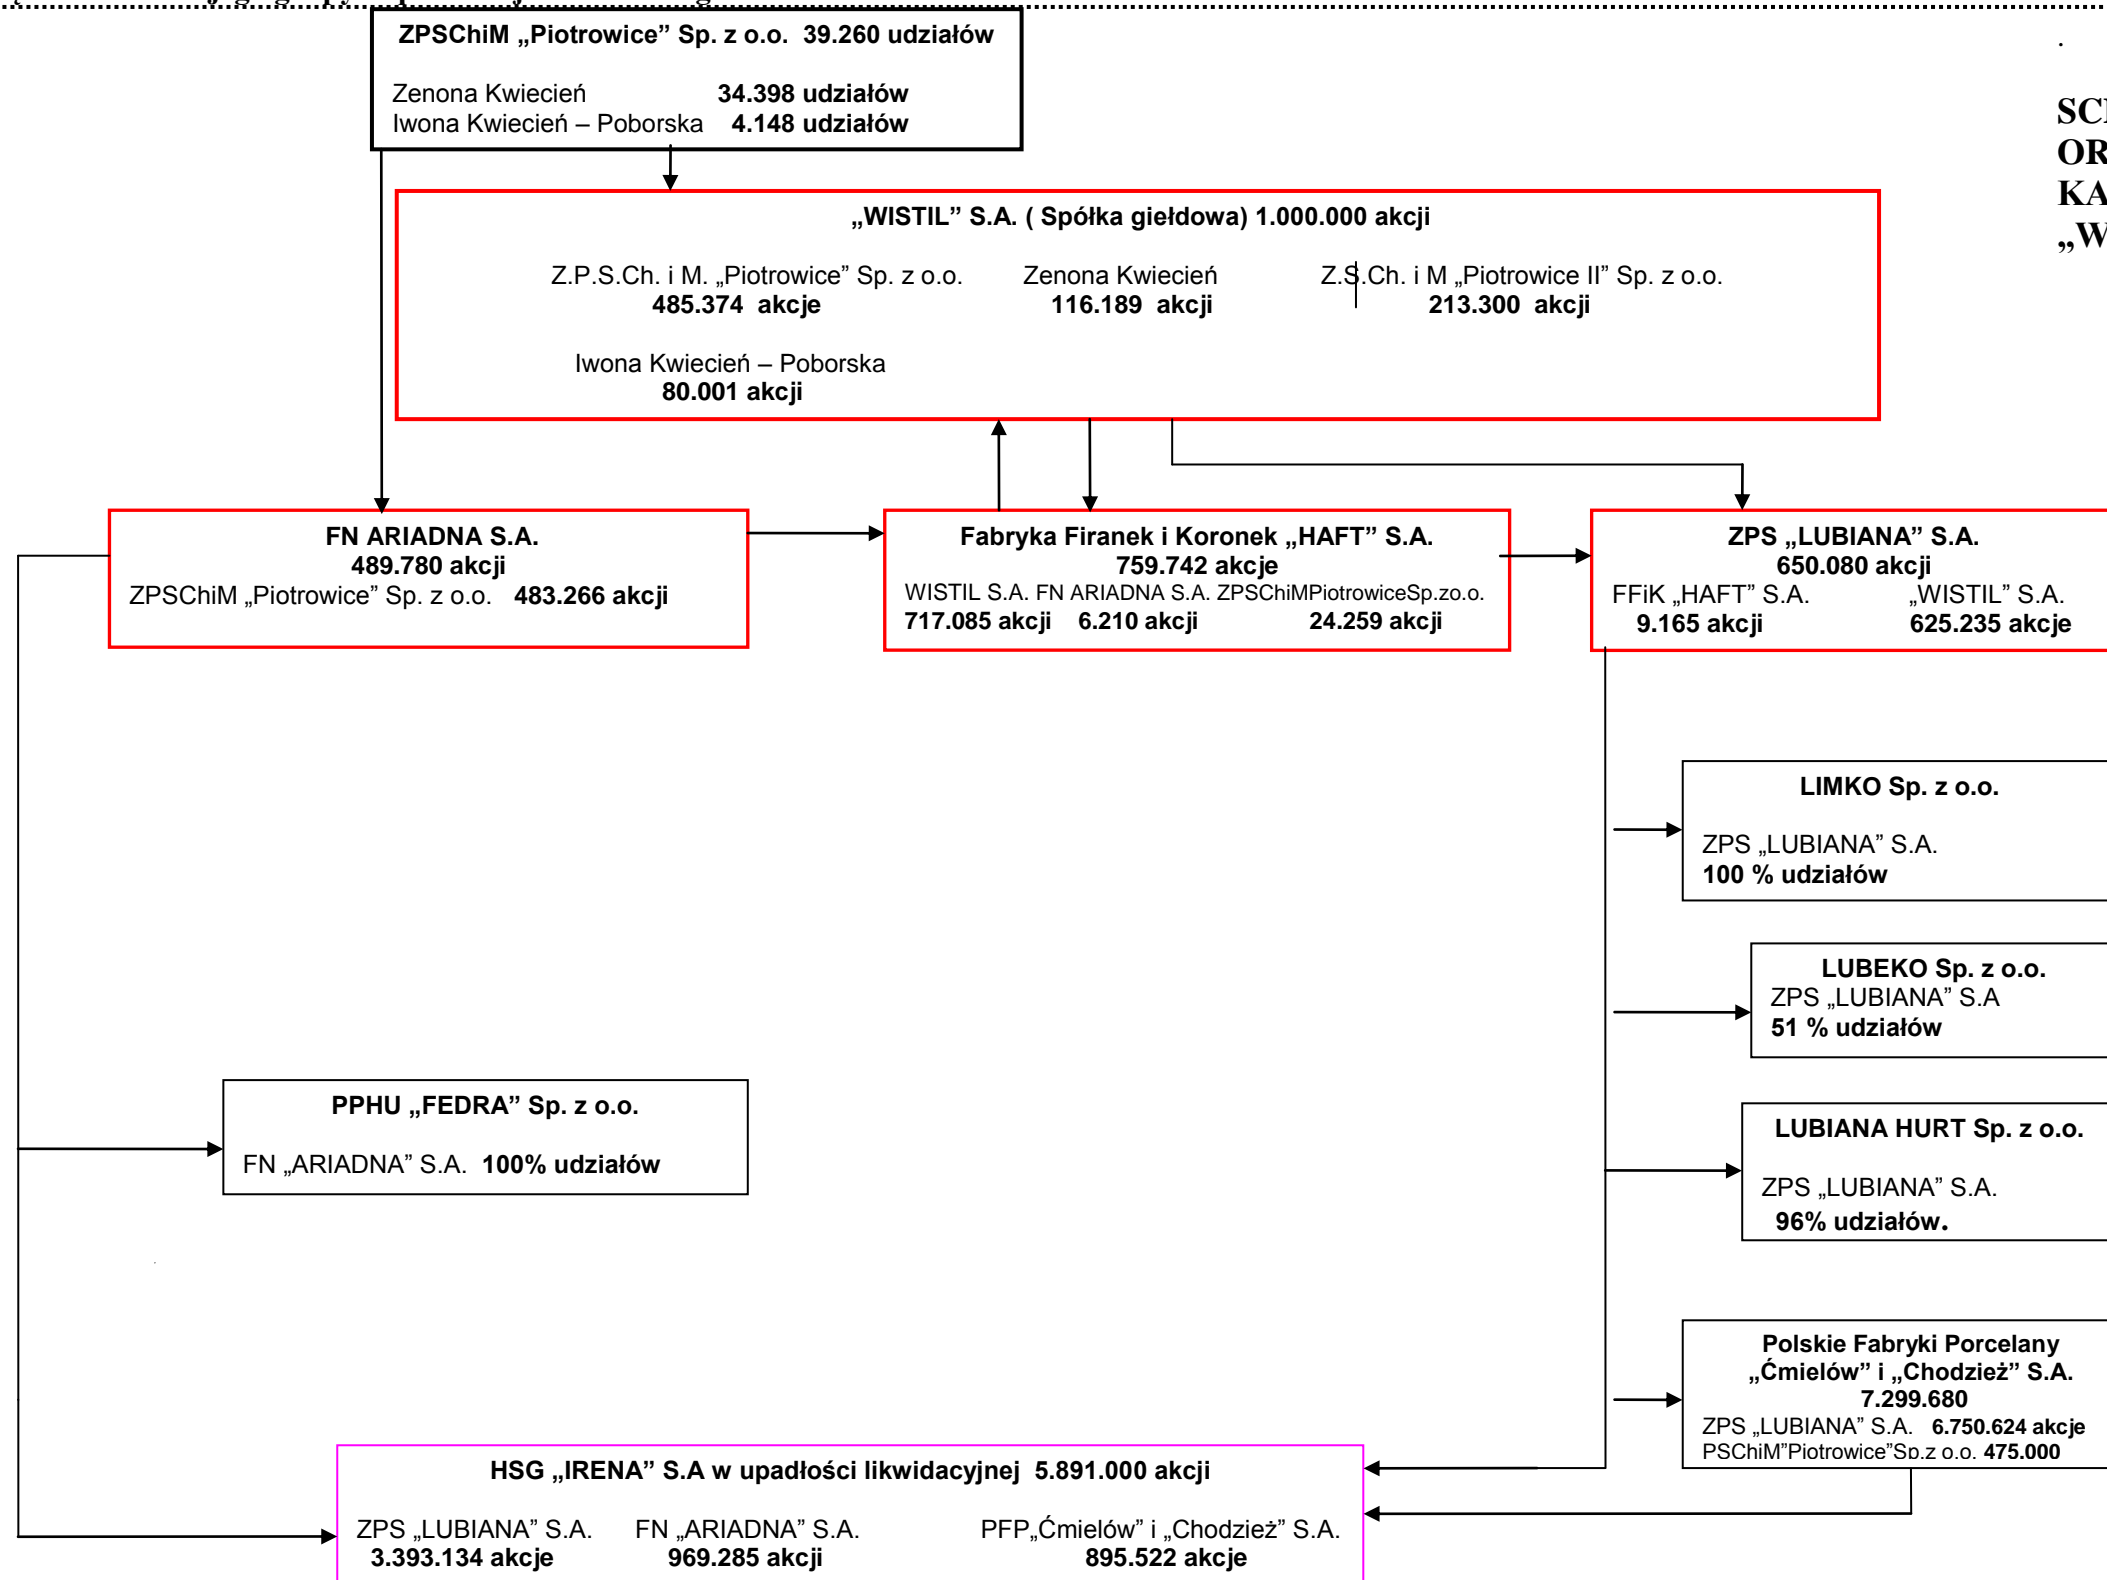 ZPSChiM „Piotrowice” Sp. z o.o. 39.260 udziałów
Zenona Kwiecień 34.398 udziałów
Iwona Kwiecień – Poborska 4.148 udziałów
.
SC
OR
KA
„W
„WISTIL” S.A. ( Spółka giełdowa) 1.000.000 akcji
Z.P.S.Ch. i M. „Piotrowice” Sp. z o.o. Zenona Kwiecień Z.S.Ch. i M „Piotrowice II” Sp. z o.o.
485.374 akcje 116.189 akcji 213.300 akcji
Iwona Kwiecień – Poborska
80.001 akcji
FN ARIADNA S.A.
489.780 akcji
ZPSChiM „Piotrowice” Sp. z o.o. 483.266 akcji
Fabryka Firanek i Koronek „HAFT” S.A.
759.742 akcje
WISTIL S.A. FN ARIADNA S.A. ZPSChiMPiotrowiceSp.zo.o.
717.085 akcji 6.210 akcji 24.259 akcji
ZPS „LUBIANA” S.A.
650.080 akcji
FFiK „HAFT” S.A. „WISTIL” S.A.
9.165 akcji 625.235 akcje
LIMKO Sp. z o.o.
ZPS „LUBIANA” S.A.
100 % udziałów
LUBEKO Sp. z o.o.
ZPS „LUBIANA” S.A
51 % udziałów
PPHU „FEDRA” Sp. z o.o.
FN „ARIADNA” S.A. 100% udziałów
LUBIANA HURT Sp. z o.o.
ZPS „LUBIANA” S.A.
96% udziałów.
Polskie Fabryki Porcelany
„Ćmielów” i „Chodzież” S.A.
7.299.680
ZPS „LUBIANA” S.A. 6.750.624 akcje
PSChiM”Piotrowice”Sp.z o.o. 475.000
HSG „IRENA” S.A w upadłości likwidacyjnej 5.891.000 akcji
ZPS „LUBIANA” S.A. FN „ARIADNA” S.A. PFP„Ćmielów” i „Chodzież” S.A.
3.393.134 akcje 969.285 akcji 895.522 akcje